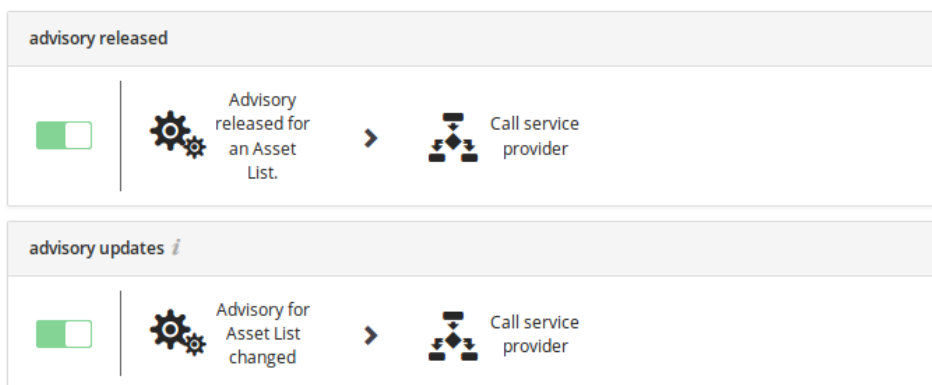 advisory released
Advisory
released for
an Asset
List.
Call service
provider
advisory updates i
Advisory for
Asset List
changed
Call service
provider